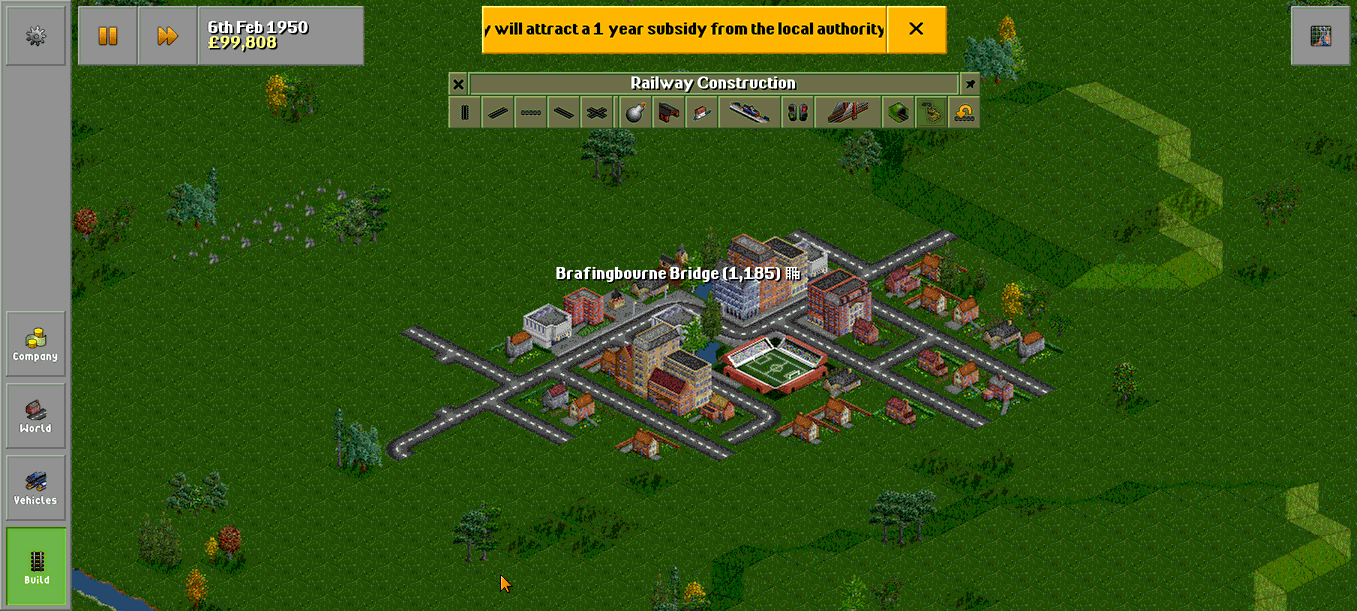 6th Feb 1950
£99,808
y will attract a 1 year subsidy from the local authority
Railway Construction
Brafingbourne Bridge (1,185)
Company
World
Vehicles
Build